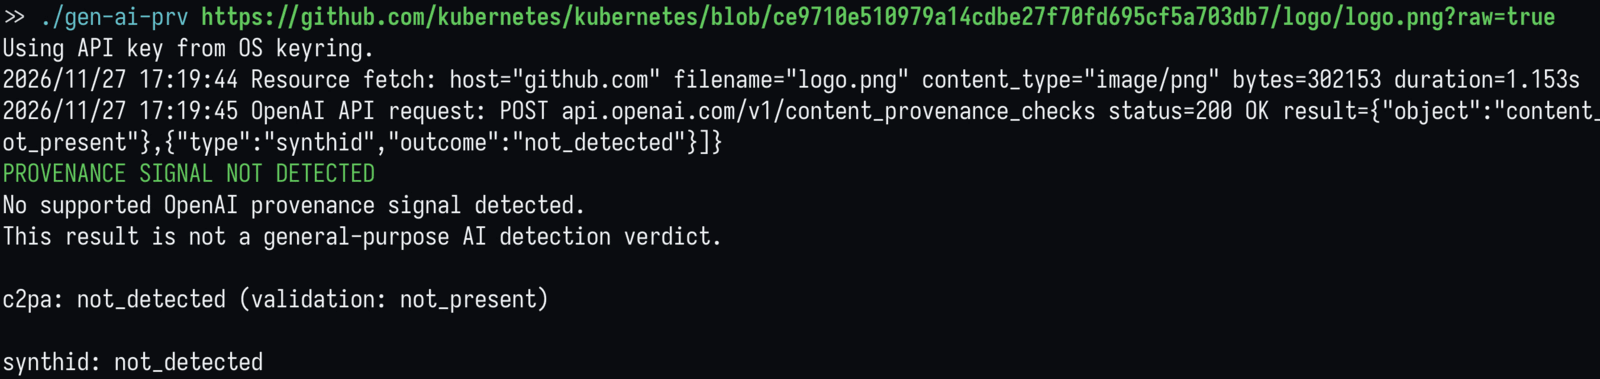 >> ./gen-ai-prv https://github.com/kubernetes/kubernetes/blob/ce9710e510979a14cdbe27f70fd695cf5a703db7/logo/logo.png?raw=true
Using API key from OS keyring.
2026/11/27 17:19:44 Resource fetch: host="github.com" filename="logo.png" content_type="image/png" bytes=302153 duration=1.153s
2026/11/27 17:19:45 OpenAI API request: POST api.openai.com/v1/content_provenance_checks status=200 OK result={"object":"content_
ot_present"},{"type":"synthid","outcome":"not_detected"}]}
PROVENANCE SIGNAL NOT DETECTED
No supported OpenAI provenance signal detected.
This result is not a general-purpose AI detection verdict.
c2pa: not_detected (validation: not_present)
synthid: not_detected